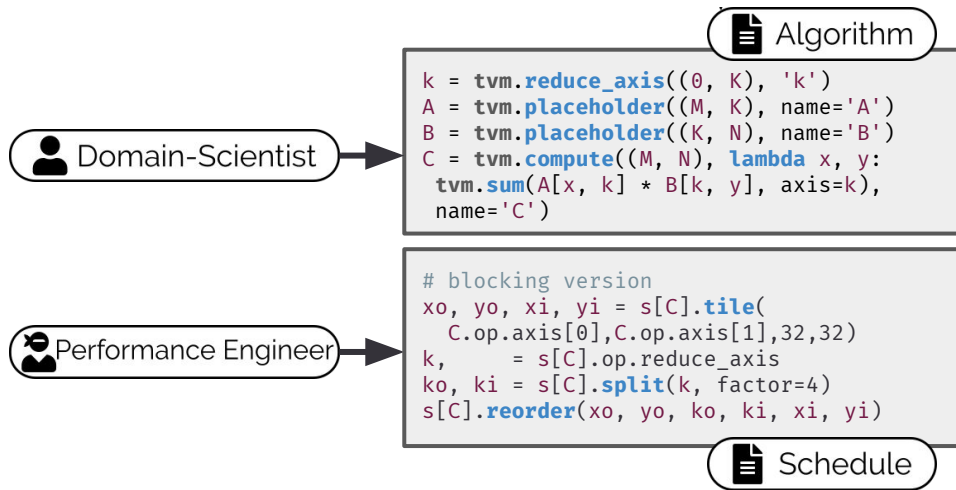 Algorithm
k = tvm.reduce_axis((0, K), 'k')
A = tvm.placeholder((M, K), name='A')
B = tvm.placeholder((K, N), name='B')
C = tvm.compute((M, N), lambda x, y:
tvm.sum(A[x, k] * B[k, y], axis=k),
name='C')
Domain-Scientist
# blocking version
xo, yo, xi, yi = s[C].tile(
C.op.axis[0],C.op.axis[1],32,32)
k,      = s[C].op.reduce_axis
ko, ki = s[C].split(k, factor=4)
s[C].reorder(xo, yo, ko, ki, xi, yi)
Performance Engineer
Schedule